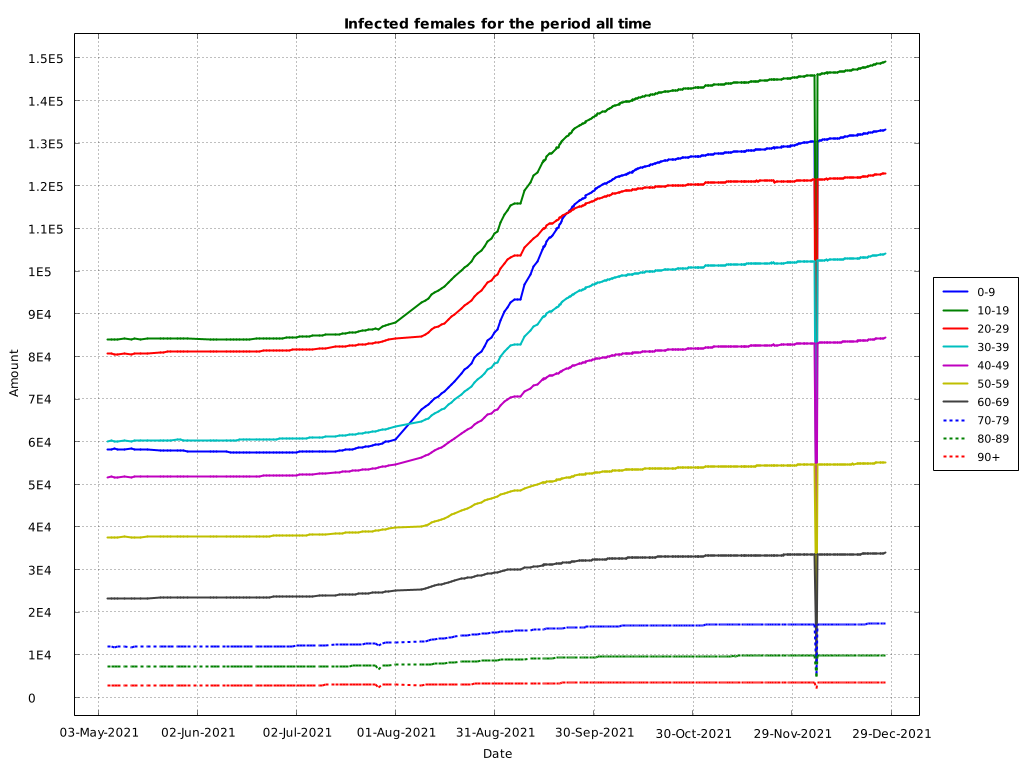 Infected females for the period all time
Amount
1.5E5
1.4E5
1.3E5
1.2E5
1.1E5
1E5
9E4
8E4
7E4
6E4
5E4
4E4
3E4
2E4
1E4
0
03-May-2021 02-Jun-2021 02-Jul-2021 01-Aug-2021 31-Aug-2021 30-Sep-2021 30-Oct-2021 29-Nov-2021 29-Dec-2021
Date
0-9
10-19
20-29
30-39
40-49
50-59
60-69
70-79
80-89
90+